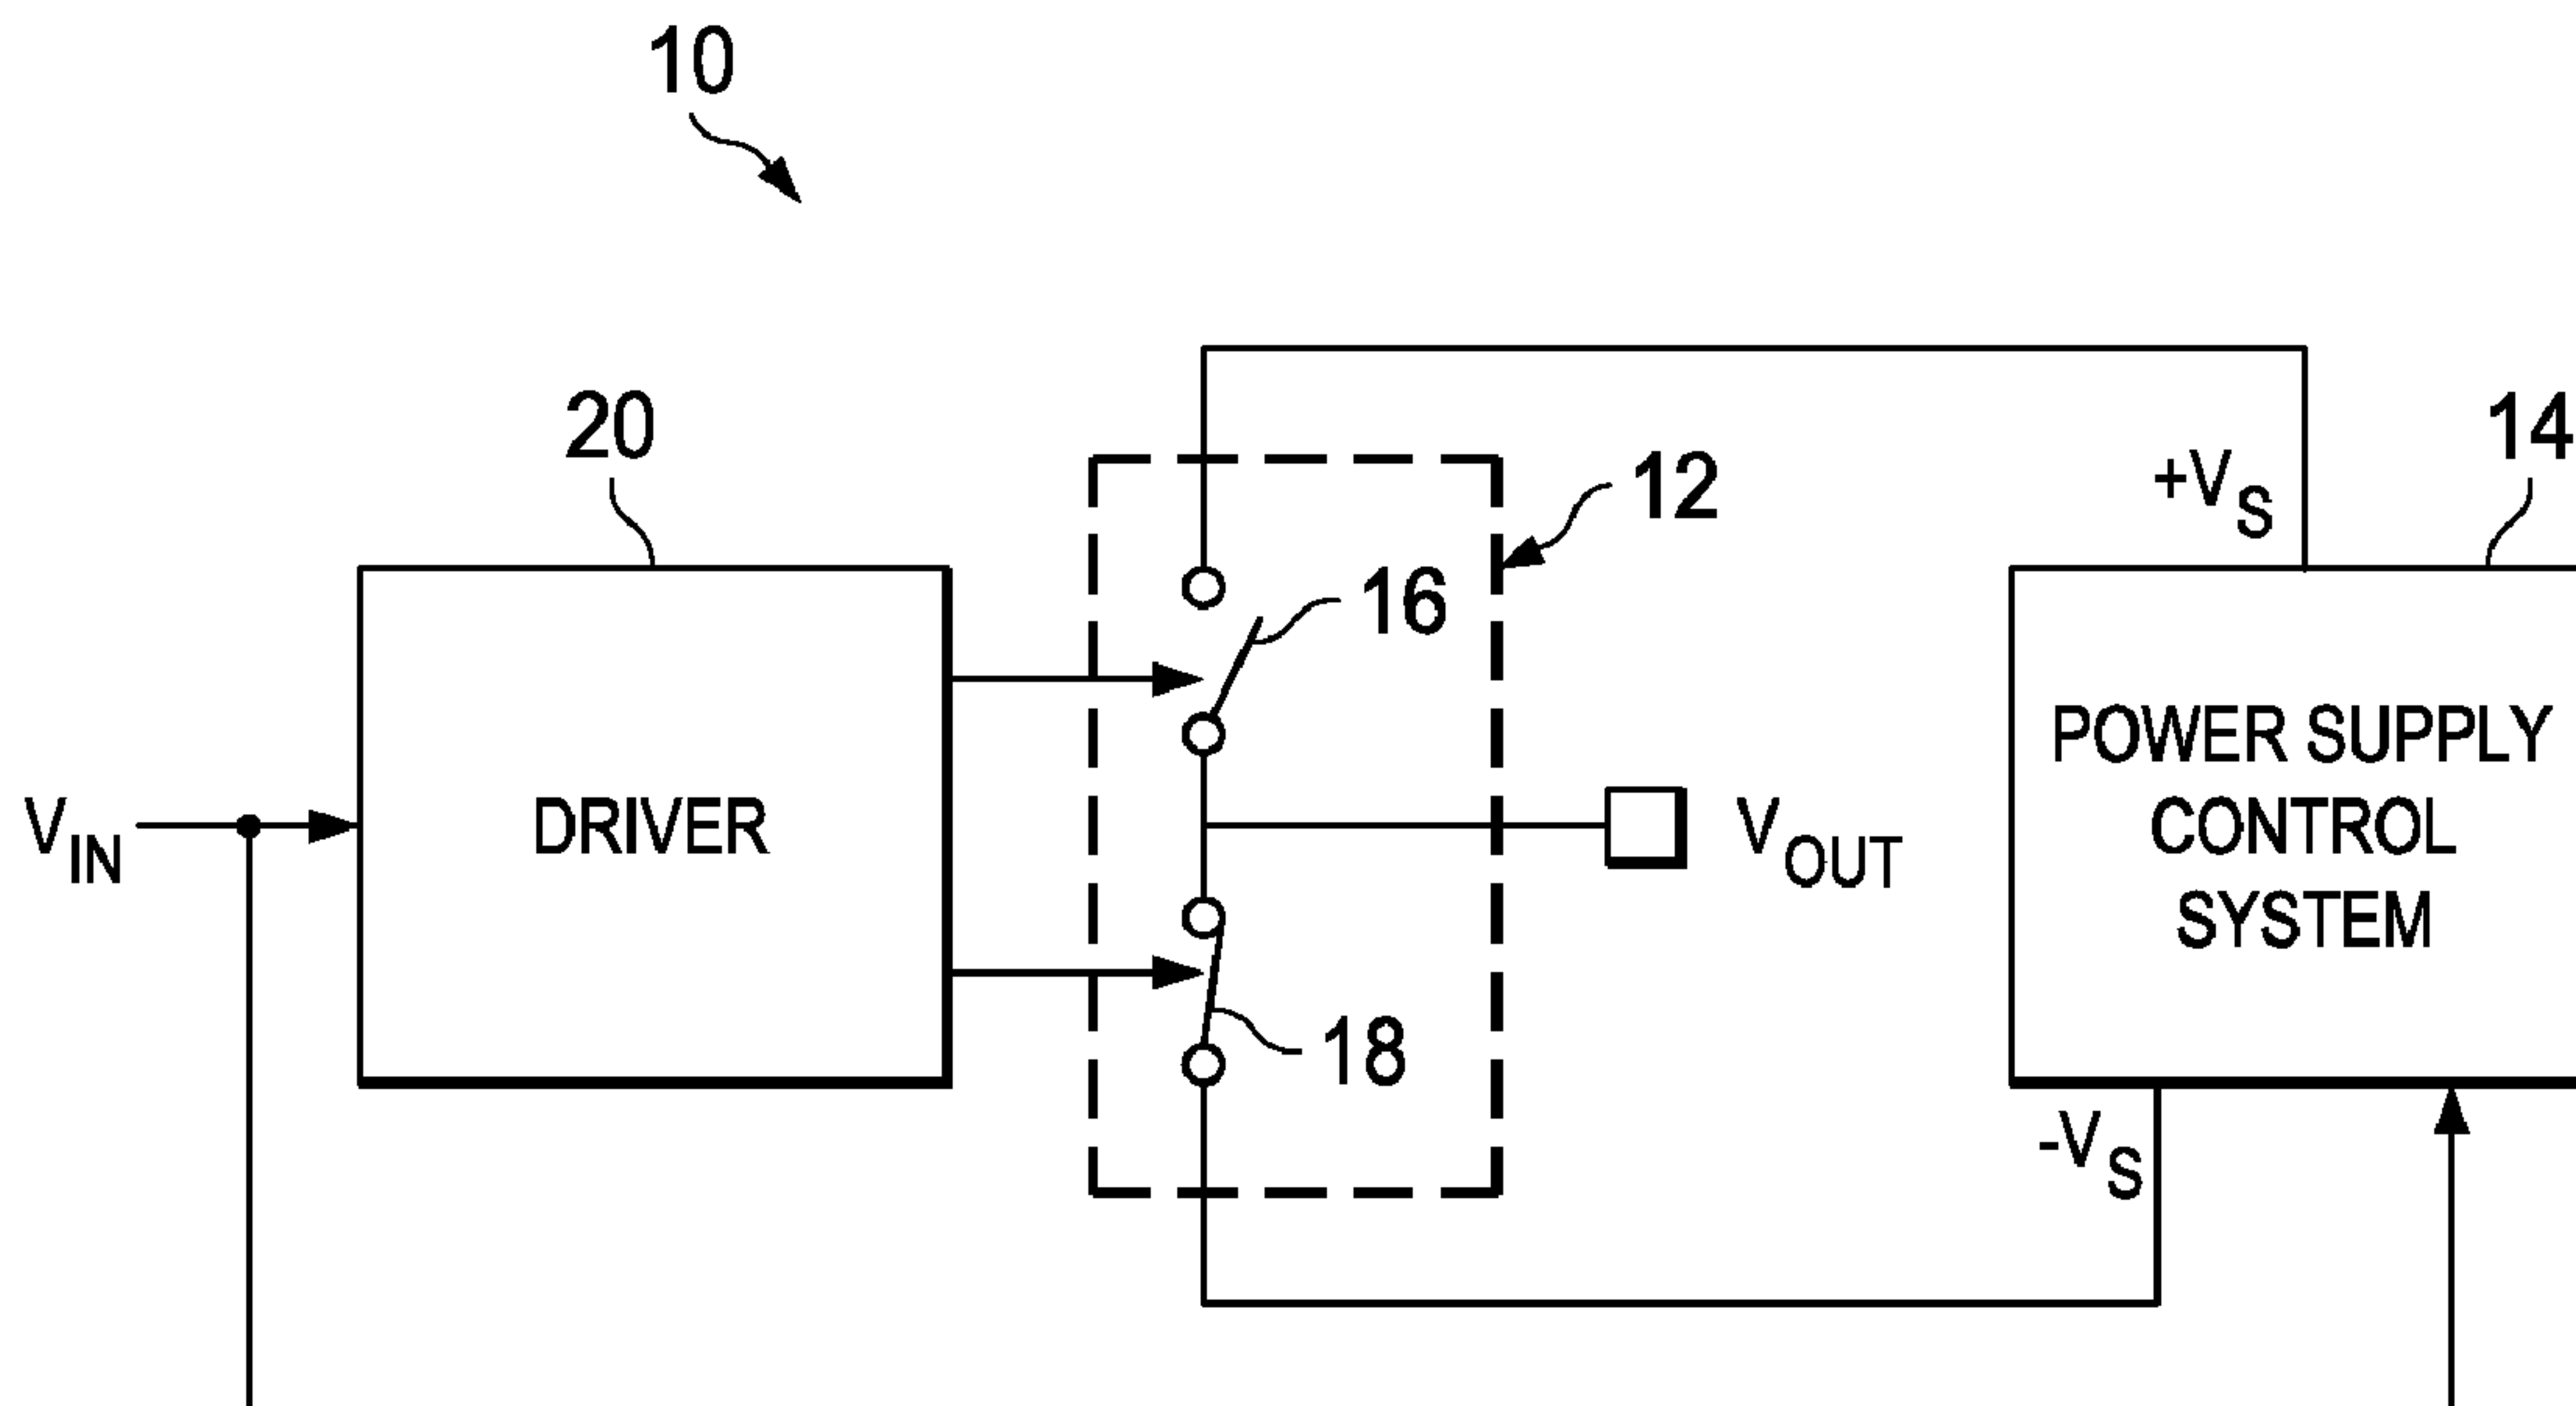 10
20
12
14
+VS
16
VIN
DRIVER
VOUT
POWER SUPPLY
CONTROL
SYSTEM
18
-VS